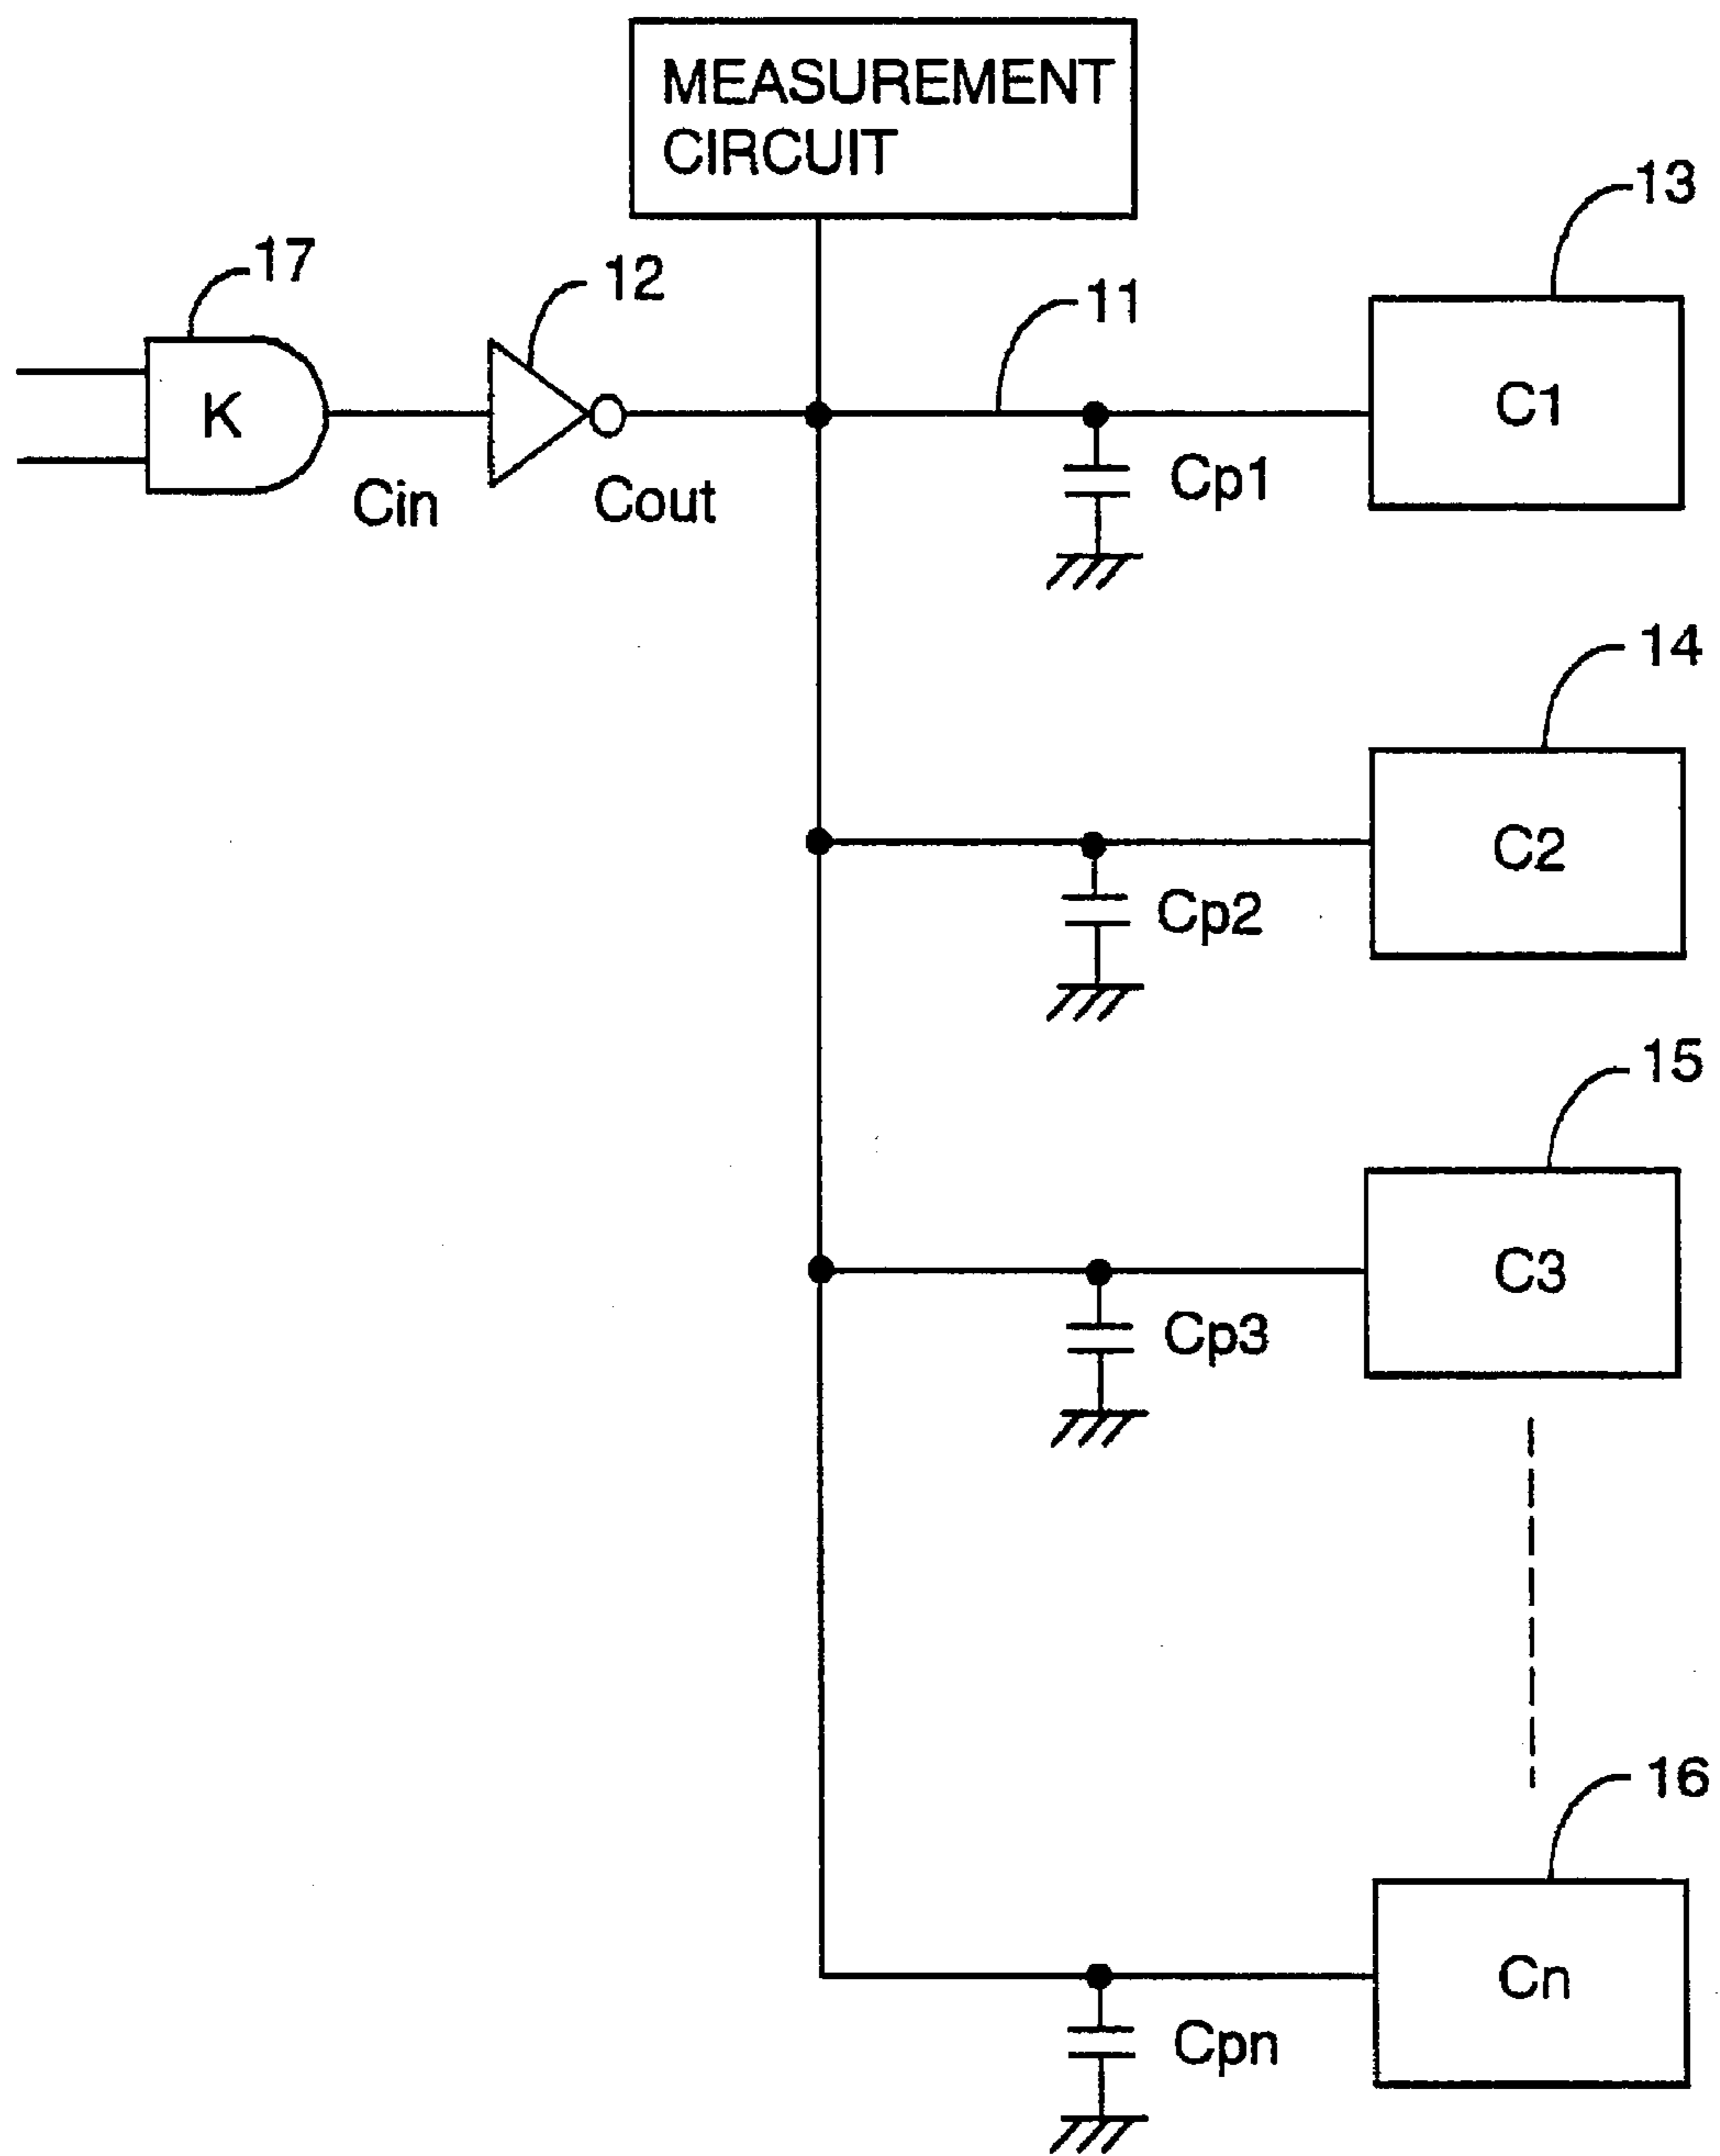 MEASUREMENT
CIRCUIT
13
17
12
11
K
C1
Cin
Cout
Cp1
14
C2
Cp2
15
C3
Cp3
16
Cn
Cpn